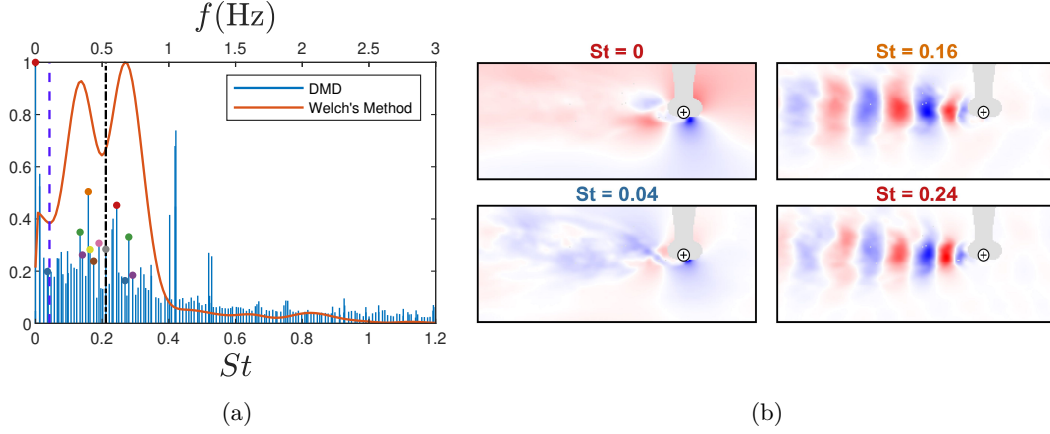 f(Hz)
0 0.5 1 1.5 2 2.5 3
1
0.8
0.6
0.4
0.2
0
DMD
Welch's Method
0 0.2 0.4 0.6 0.8 1 1.2
St
(a)
St = 0
St = 0.16
St = 0.04
St = 0.24
(b)